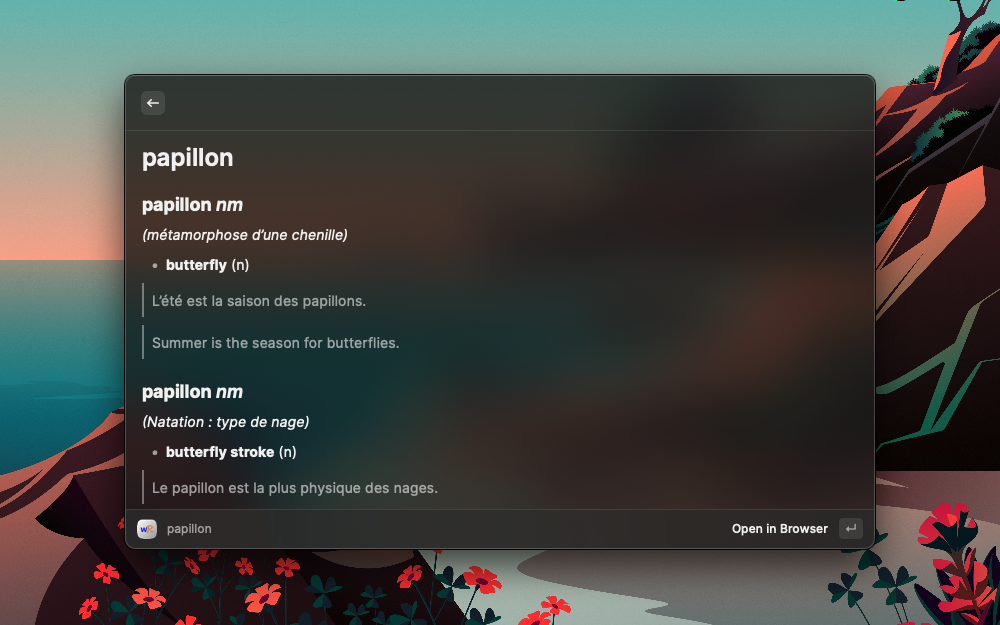 papillon
papillon nm
(métamorphose d’une chenille)
• butterfly (n)
L’été est la saison des papillons.
Summer is the season for butterflies.
papillon nm
(Natation : type de nage)
• butterfly stroke (n)
Le papillon est la plus physique des nages.
WR papillon
Open in Browser